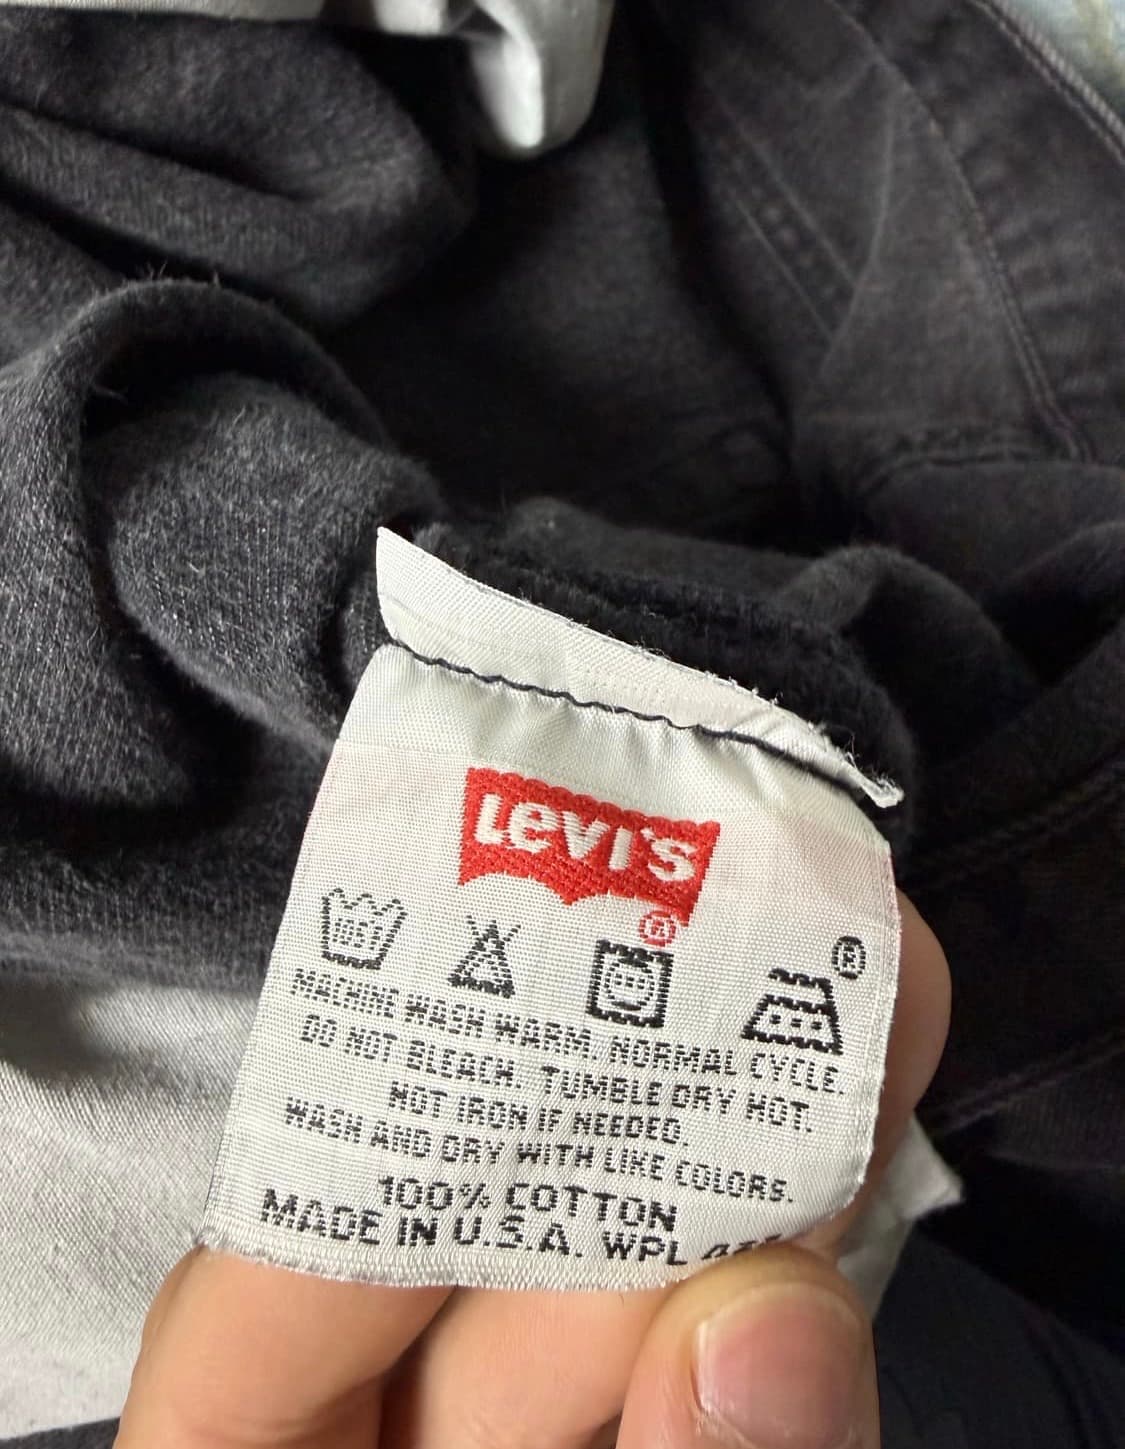 LEVI'S
®
105F
®
MACHINE WASH WARM. NORMAL CYCLE.
DO NOT BLEACH. TUMBLE DRY HOT.
HOT IRON IF NEEDED.
WASH AND DRY WITH LIKE COLORS.
100% COTTON
MADE IN U.S.A. WPL